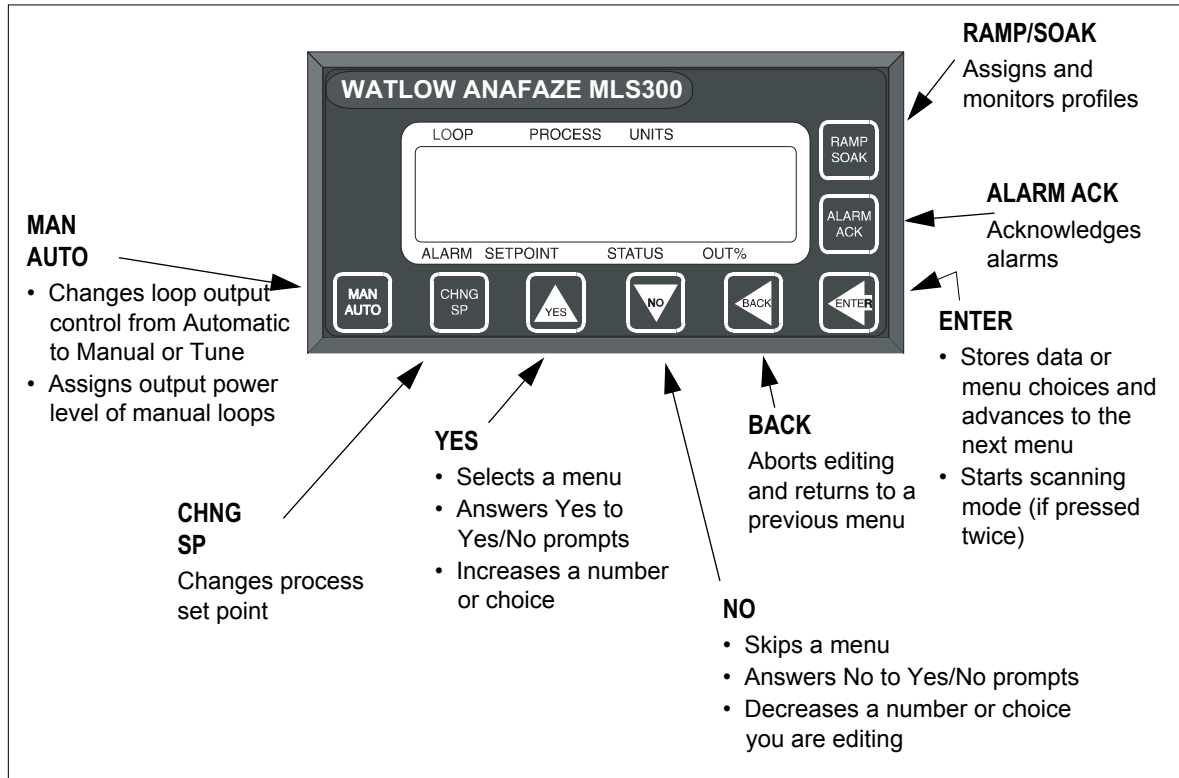 WATLOW ANAFAZE MLS300
LOOP PROCESS UNITS
ALARM SETPOINT STATUS OUT%
RAMP
SOAK
ALARM
ACK
MAN
AUTO
CHNG
SP
YES
NO
BACK
ENTER
RAMP/SOAK
Assigns and
monitors profiles
ALARM ACK
Acknowledges
alarms
MAN
AUTO
• Changes loop output
control from Automatic
to Manual or Tune
• Assigns output power
level of manual loops
CHNG
SP
Changes process
set point
YES
• Selects a menu
• Answers Yes to
Yes/No prompts
• Increases a number
or choice
NO
• Skips a menu
• Answers No to Yes/No prompts
• Decreases a number or choice
you are editing
BACK
Aborts editing
and returns to a
previous menu
ENTER
• Stores data or
menu choices and
advances to the
next menu
• Starts scanning
mode (if pressed
twice)